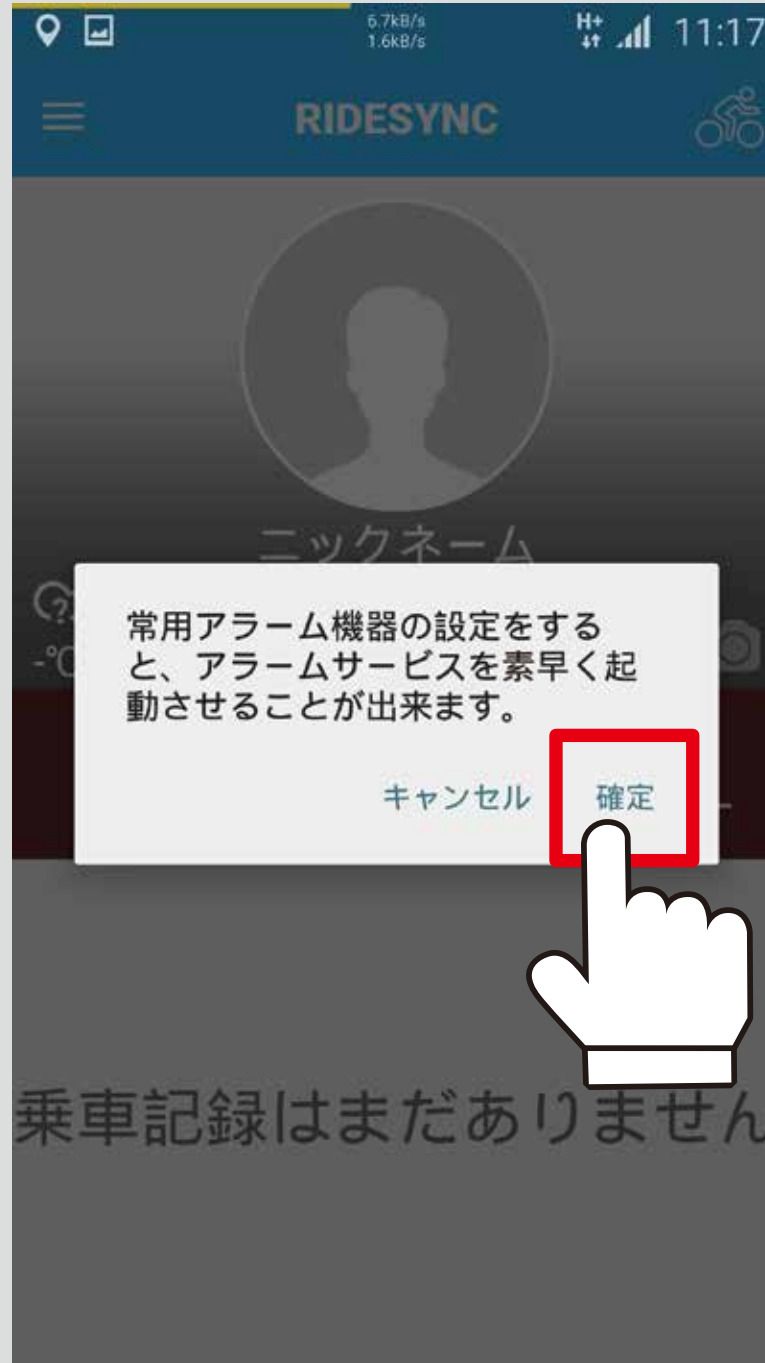 6.7kB/s
1.6kB/s
H+
11:17
RIDESYNC
ニックネーム
?
-℃
常用アラーム機器の設定をする
と、アラームサービスを素早く起
動させることが出来ます。
キャンセル 確定
乗車記録はまだありません